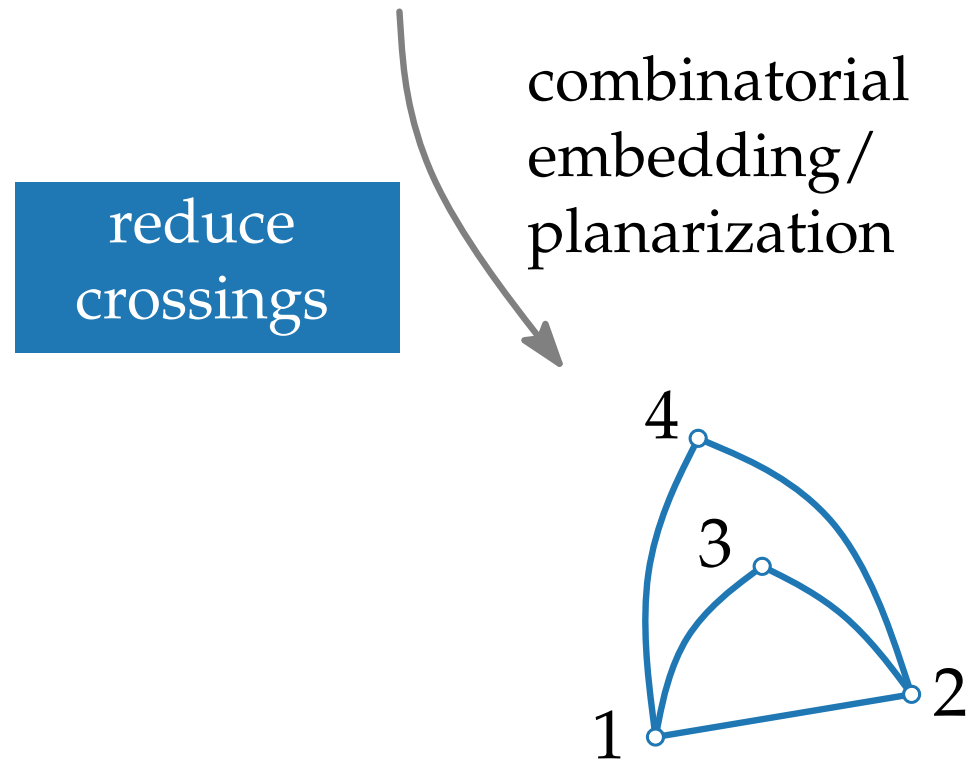 combinatorial
embedding/
planarization
reduce
crossings
4
3
2
1